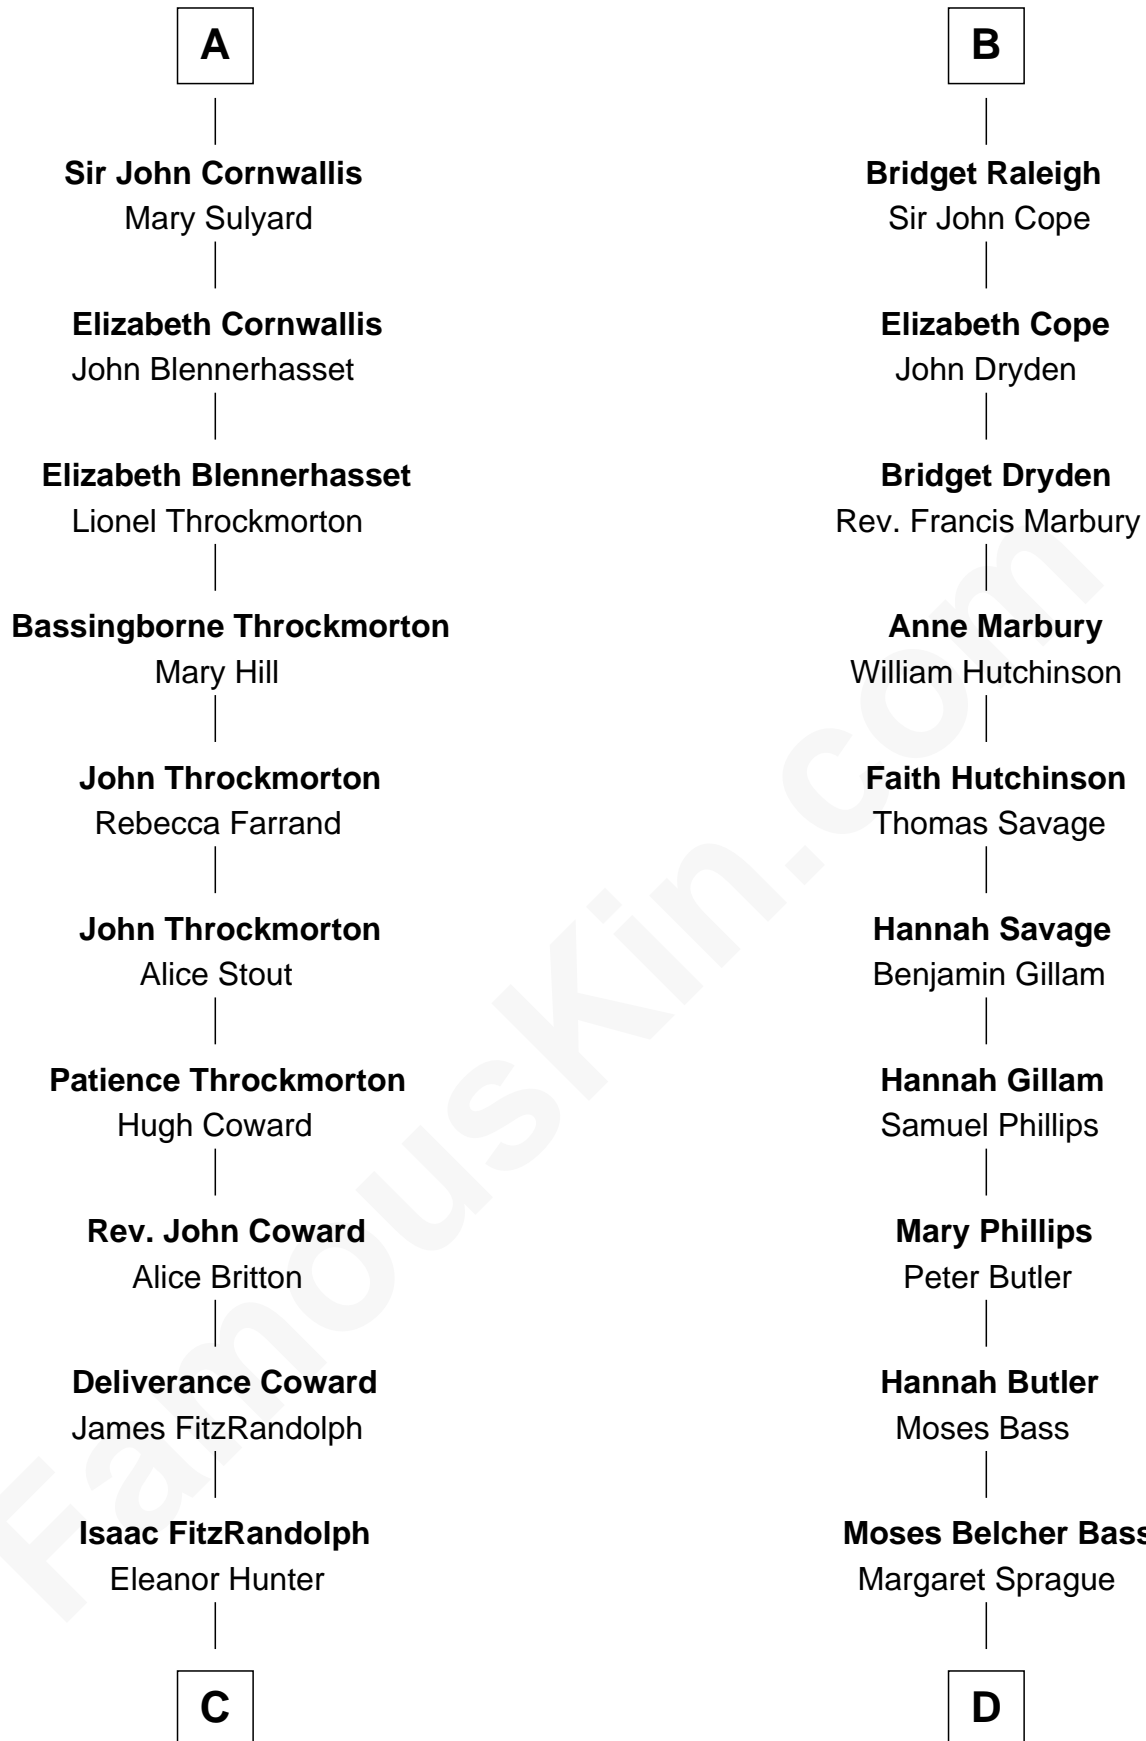 A
Sir John Cornwallis
Mary Sulyard
Elizabeth Cornwallis
John Blennerhasset
Elizabeth Blennerhasset
Lionel Throckmorton
Bassingborne Throckmorton
Mary Hill
John Throckmorton
Rebecca Farrand
John Throckmorton
Alice Stout
Patience Throckmorton
Hugh Coward
Rev. John Coward
Alice Britton
Deliverance Coward
James FitzRandolph
Isaac FitzRandolph
Eleanor Hunter
C
B
Bridget Raleigh
Sir John Cope
Elizabeth Cope
John Dryden
Bridget Dryden
Rev. Francis Marbury
Anne Marbury
William Hutchinson
Faith Hutchinson
Thomas Savage
Hannah Savage
Benjamin Gillam
Hannah Gillam
Samuel Phillips
Mary Phillips
Peter Butler
Hannah Butler
Moses Bass
Moses Belcher Bass
Margaret Sprague
D
FamousKin.com